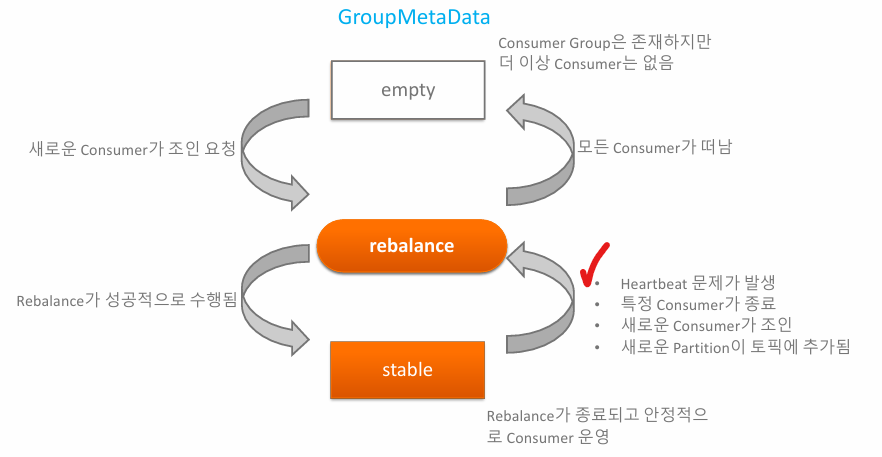 GroupMetaData
Consumer Group은 존재하지만
더 이상 Consumer는 없음
empty
새로운 Consumer가 조인 요청
모든 Consumer가 떠남
rebalance
Rebalance가 성공적으로 수행됨
• Heartbeat 문제가 발생
• 특정 Consumer가 종료
• 새로운 Consumer가 조인
• 새로운 Partition이 토픽에 추가됨
stable
Rebalance가 종료되고 안정적으
로 Consumer 운영